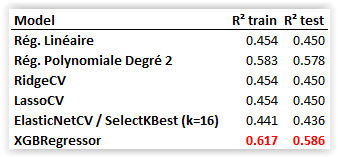 Model R² train R² test
Rég. Linéaire 0.454 0.450
Rég. Polynomiale Degré 2 0.583 0.578
RidgeCV 0.454 0.450
LassoCV 0.454 0.450
ElasticNetCV / SelectKBest (k=16) 0.441 0.436
XGBRegressor 0.617 0.586